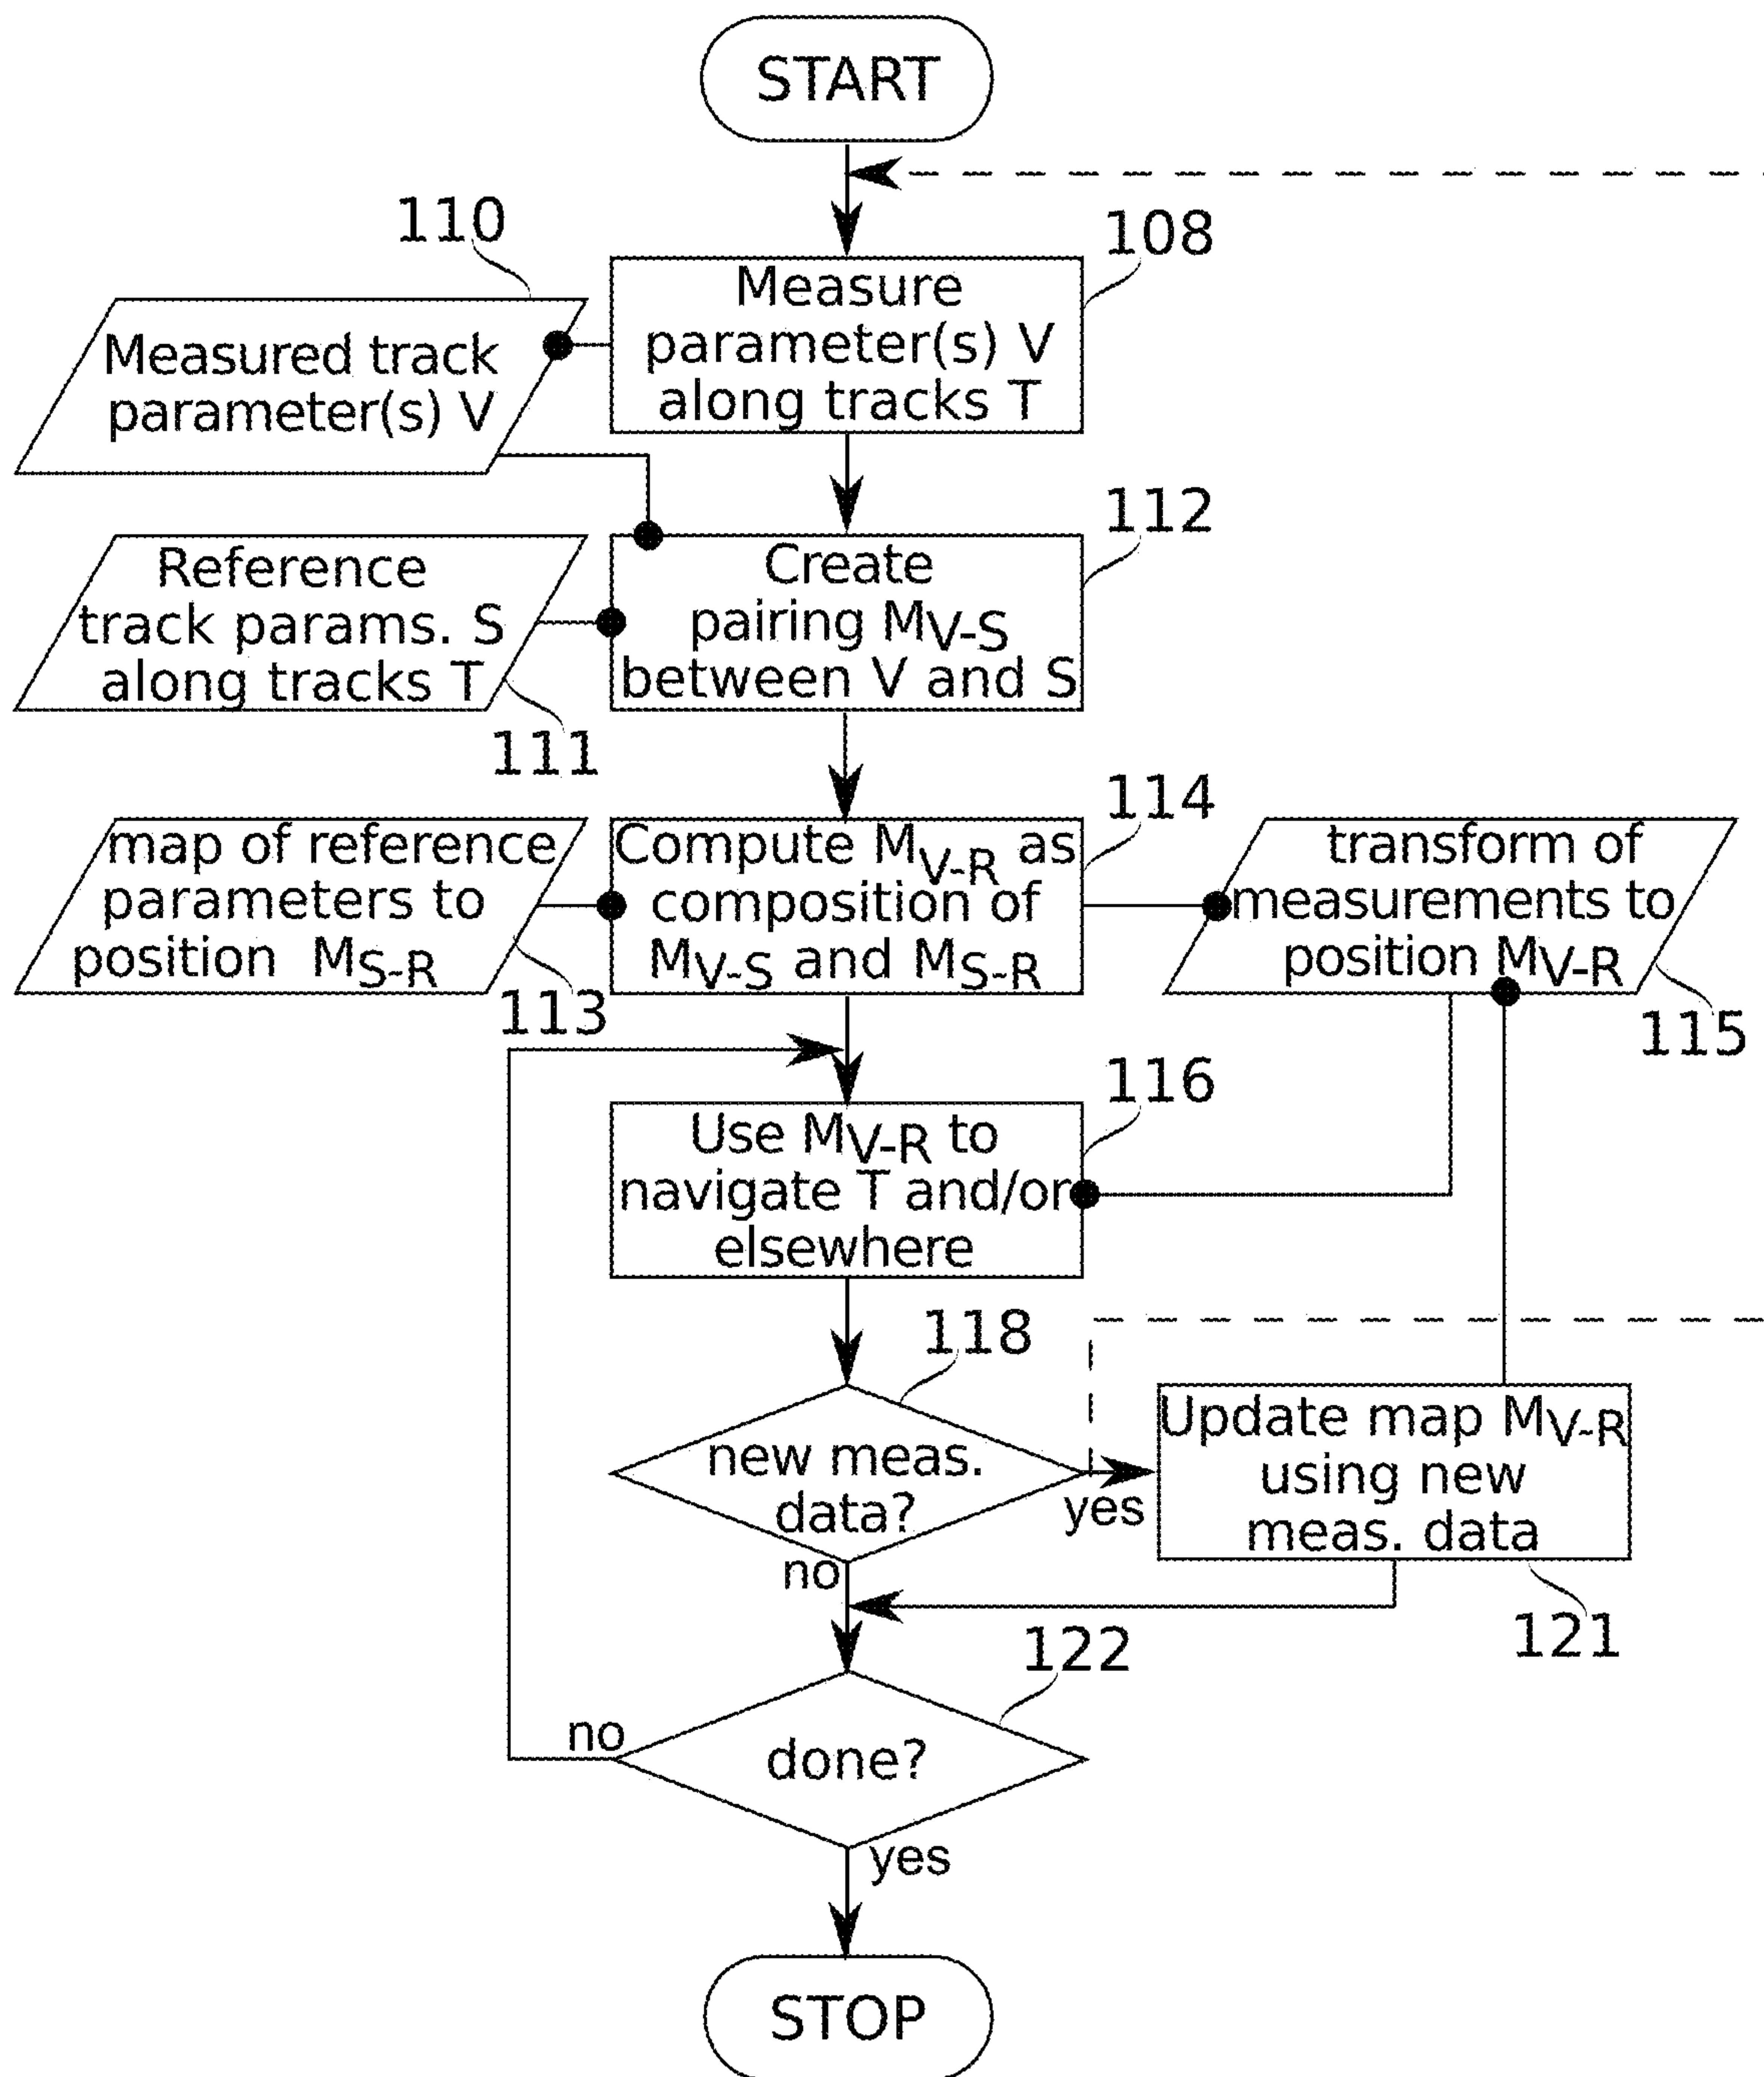 START
110
108
Measure
parameter(s) V
along tracks T
Measured track
parameter(s) V
112
Reference
track params. S
along tracks T
Create
pairing MV-S
between V and S
111
114
map of reference
parameters to
position MS-R
Compute MV-R as
composition of
MV-S and MS-R
transform of
measurements to
position MV-R
113
115
116
Use MV-R to
navigate T and/or
elsewhere
118
new meas.
data?
yes
no
Update map MV-R
using new
meas. data
121
122
no
done?
yes
STOP